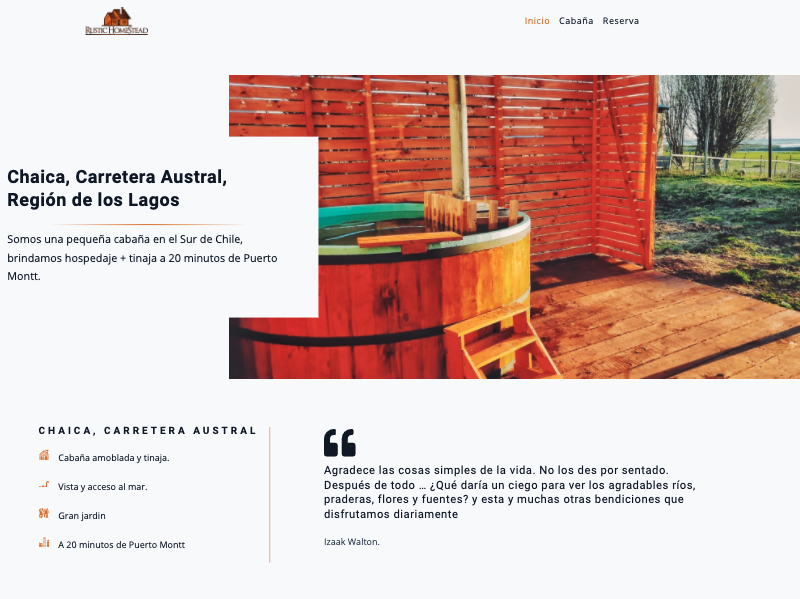 RUSTIC HOMESTEAD
Inicio Cabaña Reserva
Chaica, Carretera Austral,
Región de los Lagos
Somos una pequeña cabaña en el Sur de Chile,
brindamos hospedaje + tinaja a 20 minutos de Puerto
Montt.
CHAICA, CARRETERA AUSTRAL
Cabaña amoblada y tinaja.
Vista y acceso al mar.
Gran jardin
A 20 minutos de Puerto Montt
“
Agradece las cosas simples de la vida. No los des por sentado.
Después de todo … ¿Qué daría un ciego para ver los agradables ríos,
praderas, flores y fuentes? y esta y muchas otras bendiciones que
disfrutamos diariamente
Izaak Walton.